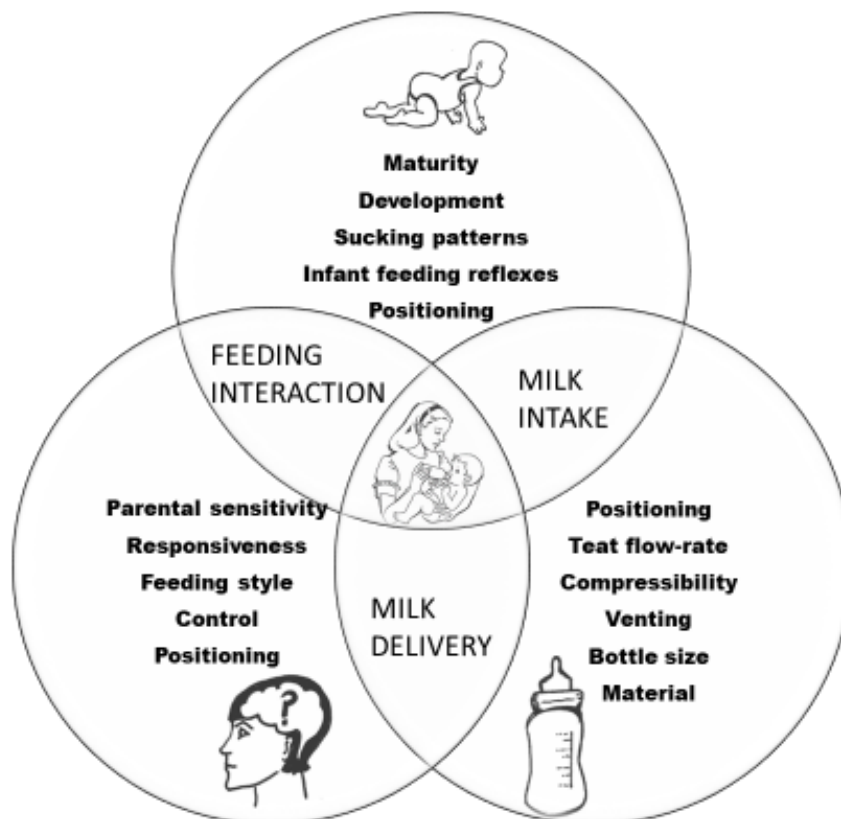 Maturity
Development
Sucking patterns
Infant feeding reflexes
Positioning
FEEDING
INTERACTION
MILK
INTAKE
Parental sensitivity
Responsiveness
Feeding style
Control
Positioning
?
MILK
DELIVERY
Positioning
Teat flow-rate
Compressibility
Venting
Bottle size
Material